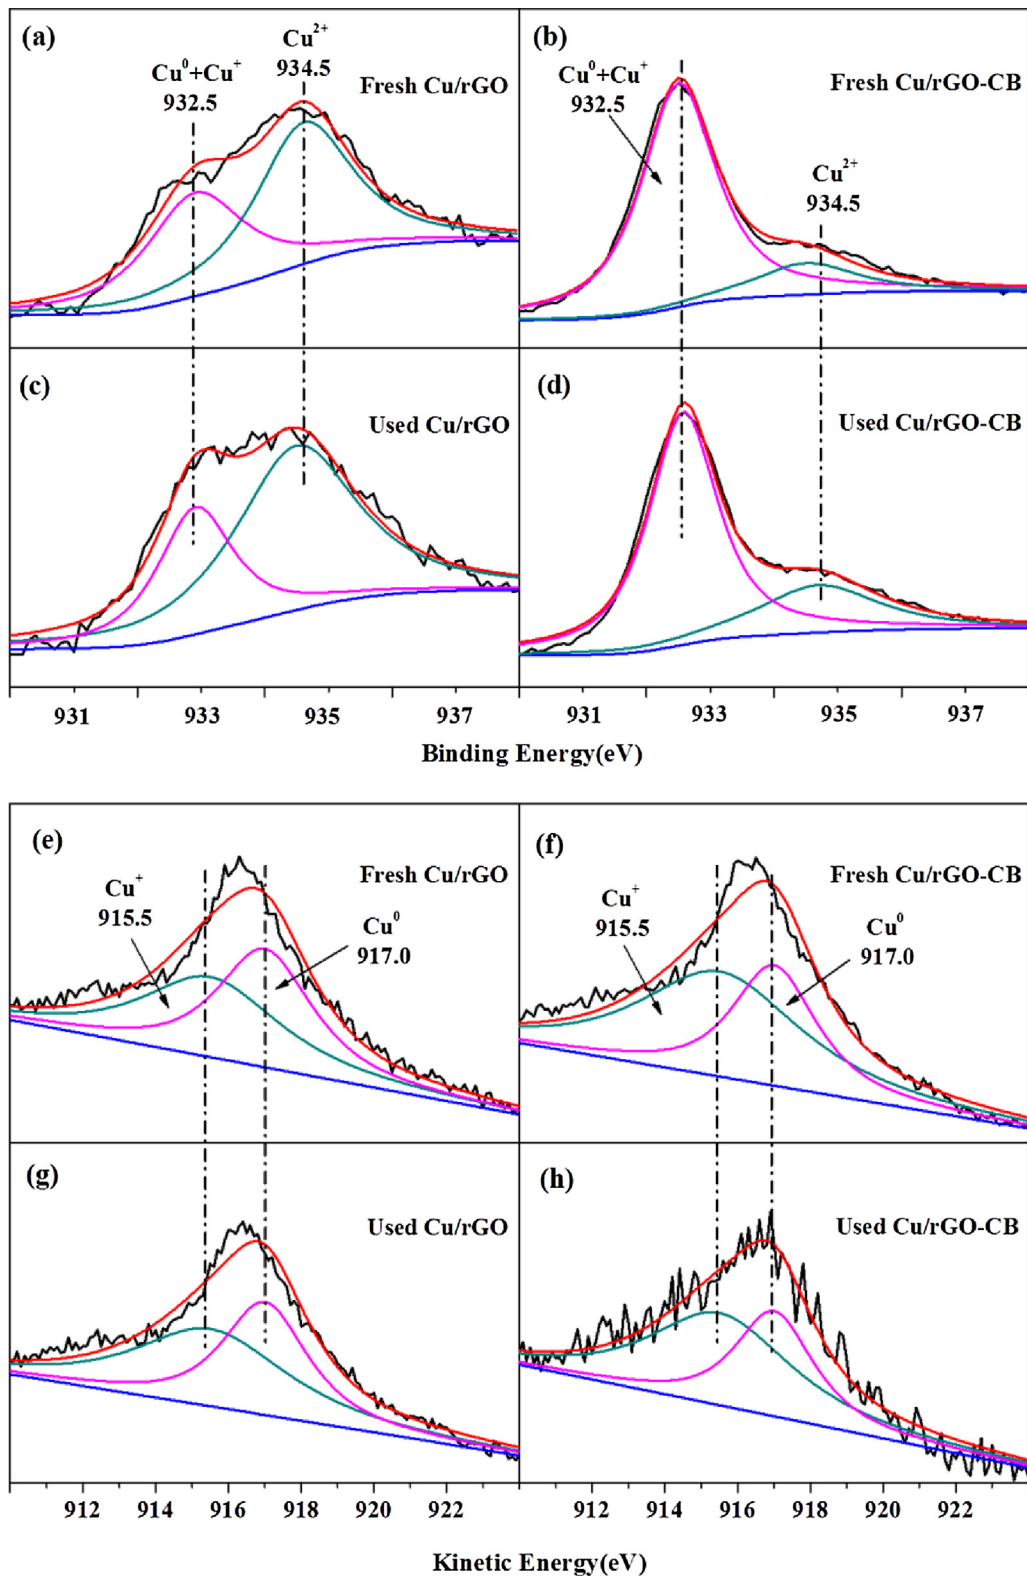 (a)
Cu⁰+Cu⁺
932.5
Cu²⁺
934.5
Fresh Cu/rGO
(b)
Cu⁰+Cu⁺
932.5
Fresh Cu/rGO-CB
Cu²⁺
934.5
(c)
Used Cu/rGO
(d)
Used Cu/rGO-CB
931 933 935 937 931 933 935 937
Binding Energy(eV)
(e)
Fresh Cu/rGO
Cu⁺
915.5
Cu⁰
917.0
(f)
Fresh Cu/rGO-CB
Cu⁺
915.5
Cu⁰
917.0
(g)
Used Cu/rGO
(h)
Used Cu/rGO-CB
912 914 916 918 920 922 912 914 916 918 920 922
Kinetic Energy(eV)